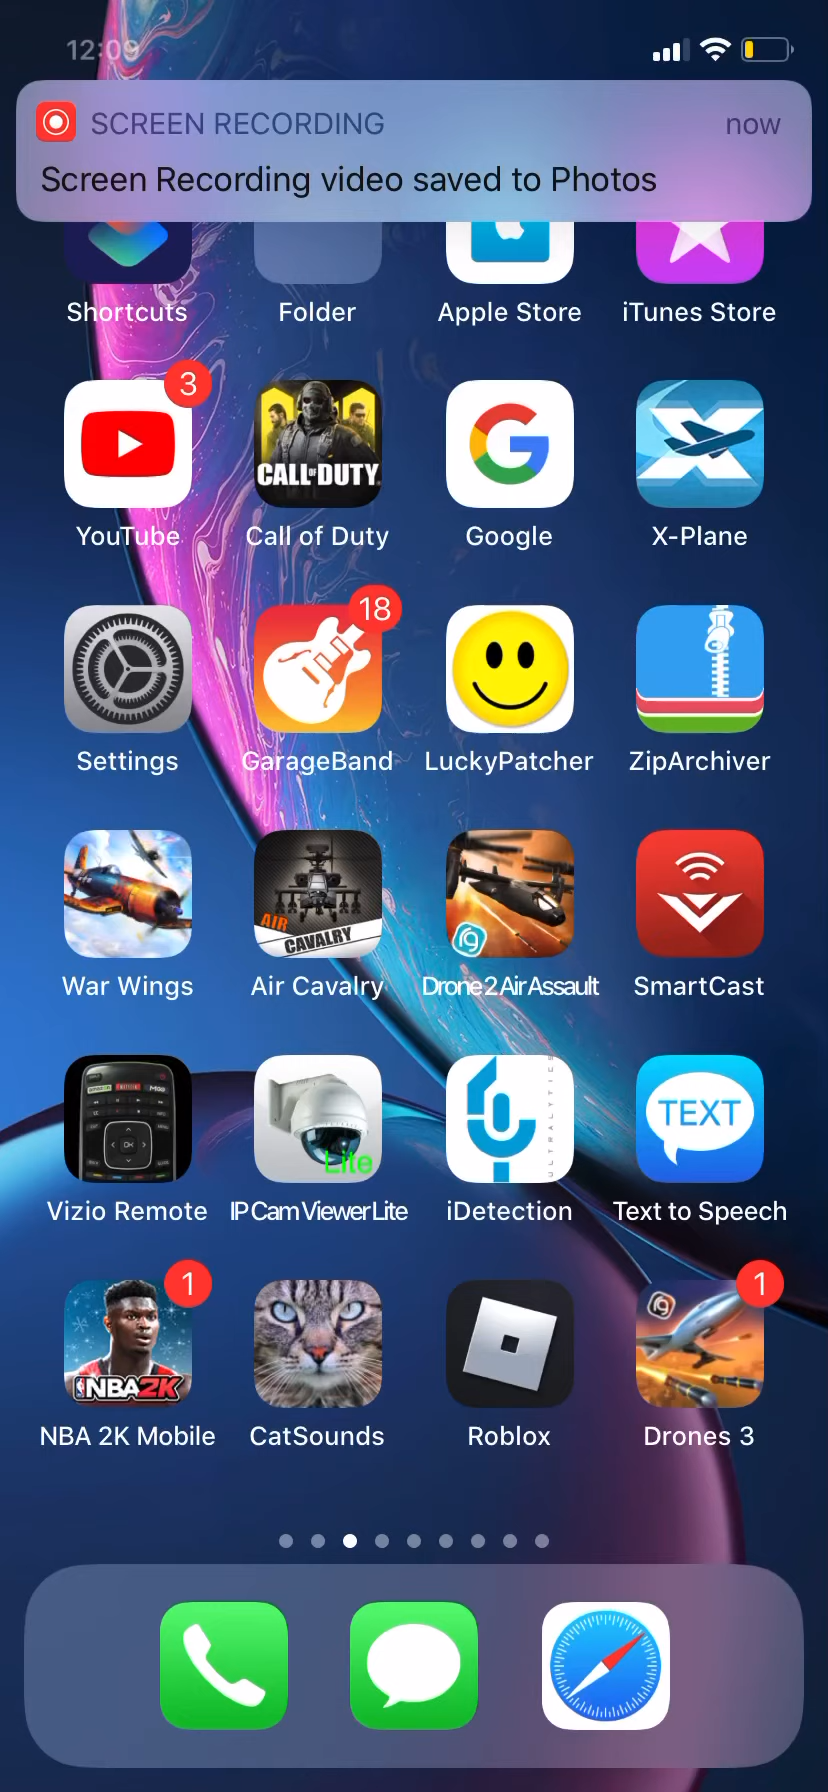 12:09
SCREEN RECORDING now
Screen Recording video saved to Photos
Shortcuts Folder Apple Store iTunes Store
3
CALL OF DUTY
YouTube Call of Duty Google X-Plane
18
Settings GarageBand LuckyPatcher ZipArchiver
AIR
CAVALRY
War Wings Air Cavalry Drone2AirAssault SmartCast
Lite
ULTRALYTICS
TEXT
Vizio Remote IPCamViewerLite iDetection Text to Speech
1 1
NBA2K
NBA 2K Mobile CatSounds Roblox Drones 3